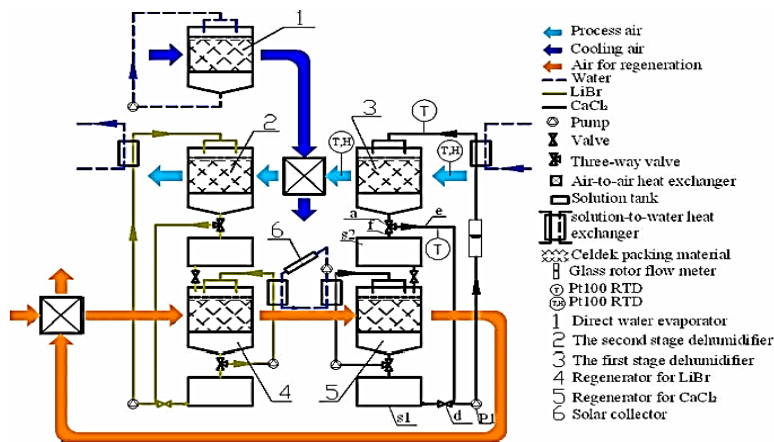 1
2
3
T,H
T
T,H
a
f
e
s2
T
6
4
5
s1
d
P1
Process air
Cooling air
Air for regeneration
Water
LiBr
CaCl₂
Pump
Valve
Three-way valve
Air-to-air heat exchanger
Solution tank
solution-to-water heat
exchanger
Celdek packing material
Glass rotor flow meter
T Pt100 RTD
T,H Pt100 RTD
1 Direct water evaporator
2 The second stage dehumidifier
3 The first stage dehumidifier
4 Regenerator for LiBr
5 Regenerator for CaCl₂
6 Solar collector